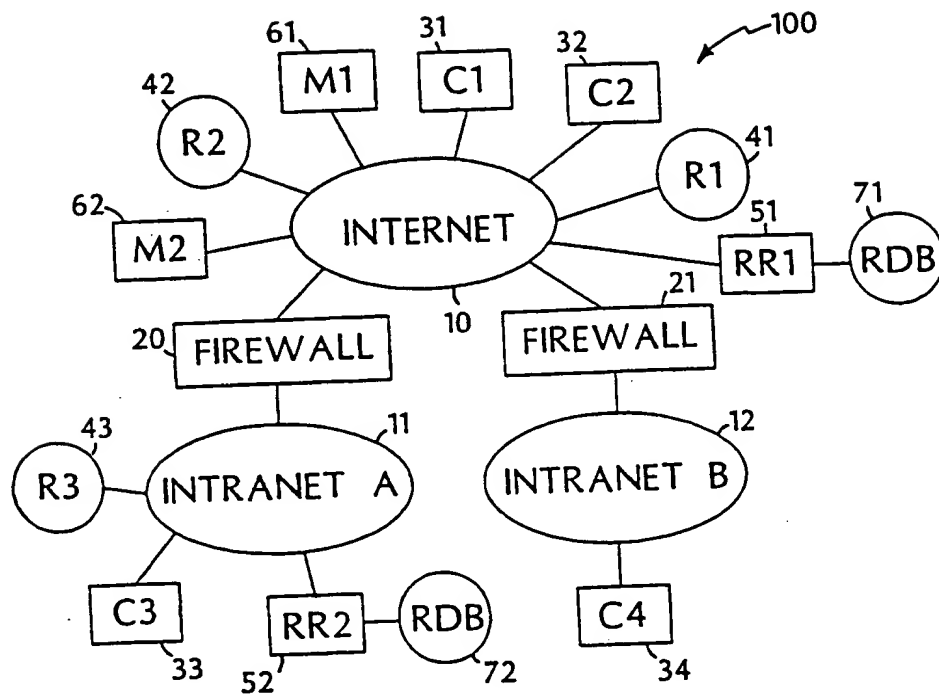 61
31
32
100
M1
C1
C2
42
R2
41
R1
62
M2
INTERNET
51
71
RR1
RDB
10
21
20
FIREWALL
FIREWALL
43
11
12
R3
INTRANET A
INTRANET B
C3
RR2
RDB
C4
33
52
72
34